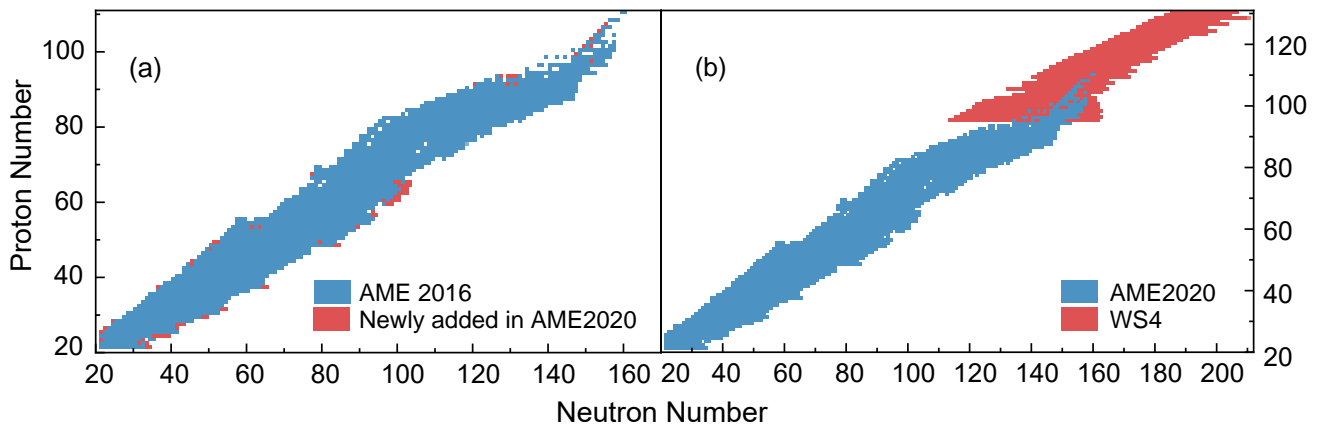 Proton Number
100
80
60
40
20
(a)
AME 2016
Newly added in AME2020
20 40 60 80 100 120 140 160
(b)
AME2020
WS4
120
100
80
60
40
20
20 40 60 80 100 120 140 160 180 200
Neutron Number